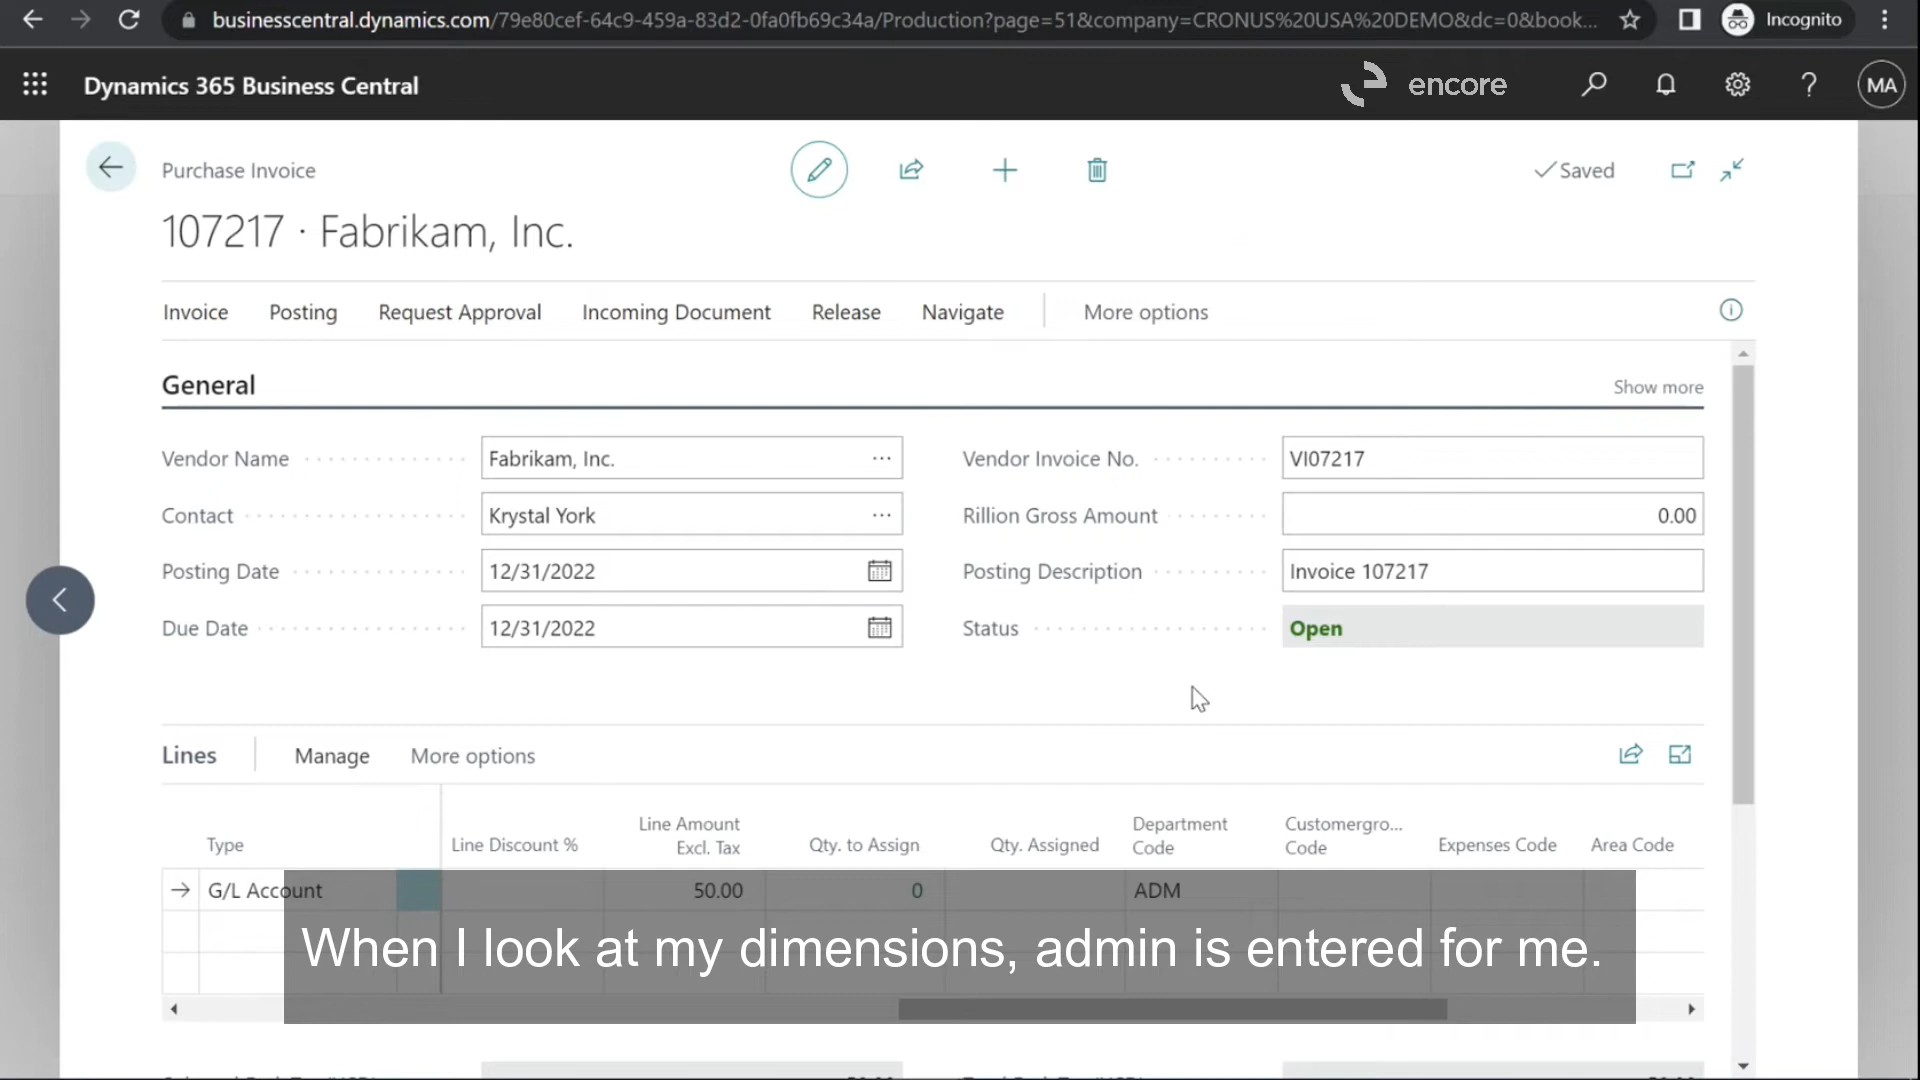 businesscentral.dynamics.com/79e80cef-64c9-459a-83d2-0fa0fb69c34a/Production?page=51&company=CRONUS%20USA%20DEMO&dc=0&book...
Incognito
Dynamics 365 Business Central
encore
MA
Purchase Invoice
Saved
107217 · Fabrikam, Inc.
Invoice Posting Request Approval Incoming Document Release Navigate More options
General
Show more
Vendor Name Fabrikam, Inc. Vendor Invoice No. VI07217
Contact Krystal York Rillion Gross Amount 0.00
Posting Date 12/31/2022 Posting Description Invoice 107217
Due Date 12/31/2022 Status Open
Lines Manage More options
Type Line Discount % Line Amount Excl. Tax Qty. to Assign Qty. Assigned Department Code Customergro... Code Expenses Code Area Code
G/L Account 50.00 0 ADM
When I look at my dimensions, admin is entered for me.